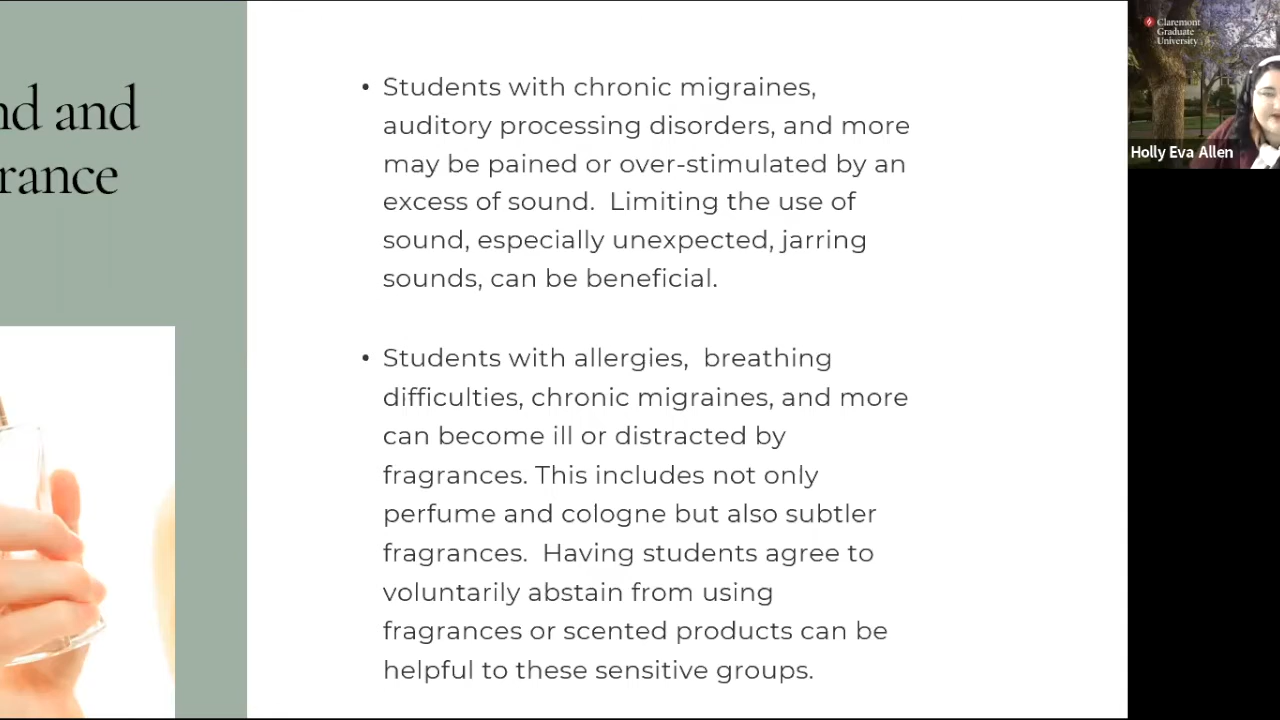 nd and
rance
• Students with chronic migraines,
auditory processing disorders, and more
may be pained or over-stimulated by an
excess of sound.  Limiting the use of
sound, especially unexpected, jarring
sounds, can be beneficial.
• Students with allergies,  breathing
difficulties, chronic migraines, and more
can become ill or distracted by
fragrances. This includes not only
perfume and cologne but also subtler
fragrances.  Having students agree to
voluntarily abstain from using
fragrances or scented products can be
helpful to these sensitive groups.
Claremont
Graduate
University
Holly Eva Allen